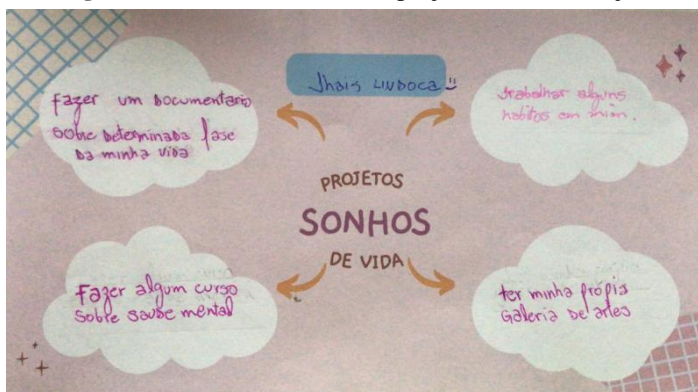 Jhais LINDOCA
fazer um documentario
sobre determinada fase
da minha vida
trabalhar alguns
habitos em mim.
PROJETOS
SONHOS
DE VIDA
Fazer algum curso
sobre saude mental
ter minha própia
Galeria de artes